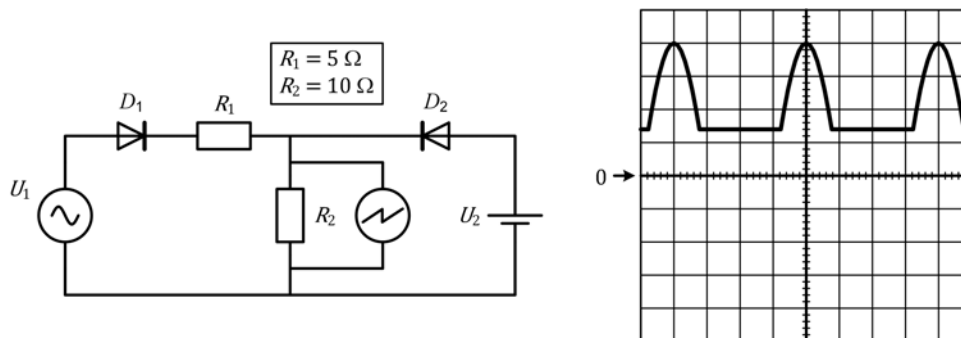 R₁ = 5 Ω
R₂ = 10 Ω
D₁
R₁
D₂
U₁
R₂
U₂
0